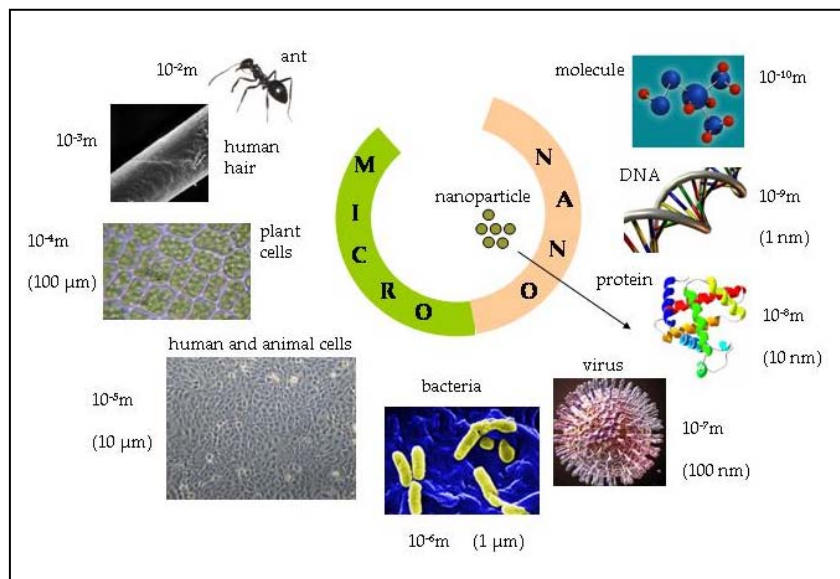 ant
10⁻²m
10⁻³m
human
hair
10⁻⁴m
(100 µm)
plant
cells
human and animal cells
10⁻⁵m
(10 µm)
bacteria
10⁻⁶m (1 µm)
virus
10⁻⁷m
(100 nm)
protein
10⁻⁸m
(10 nm)
DNA
10⁻⁹m
(1 nm)
molecule
10⁻¹⁰m
MICRO
NANO
nanoparticle